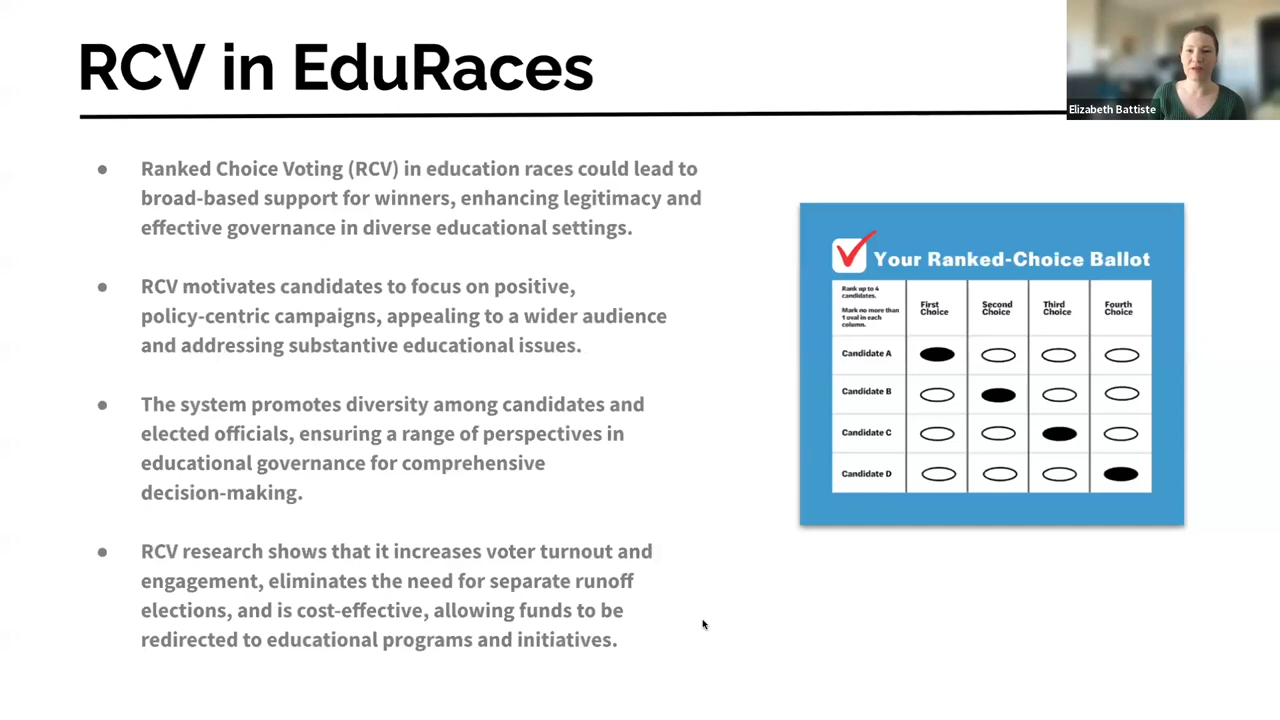 RCV in EduRaces
Elizabeth Battiste
Ranked Choice Voting (RCV) in education races could lead to
broad-based support for winners, enhancing legitimacy and
effective governance in diverse educational settings.
RCV motivates candidates to focus on positive,
policy-centric campaigns, appealing to a wider audience
and addressing substantive educational issues.
The system promotes diversity among candidates and
elected officials, ensuring a range of perspectives in
educational governance for comprehensive
decision-making.
RCV research shows that it increases voter turnout and
engagement, eliminates the need for separate runoff
elections, and is cost-effective, allowing funds to be
redirected to educational programs and initiatives.
Your Ranked-Choice Ballot
Rank up to 4
candidates.
Mark no more than
1 oval in each
column.
First
Choice
Second
Choice
Third
Choice
Fourth
Choice
Candidate A
Candidate B
Candidate C
Candidate D